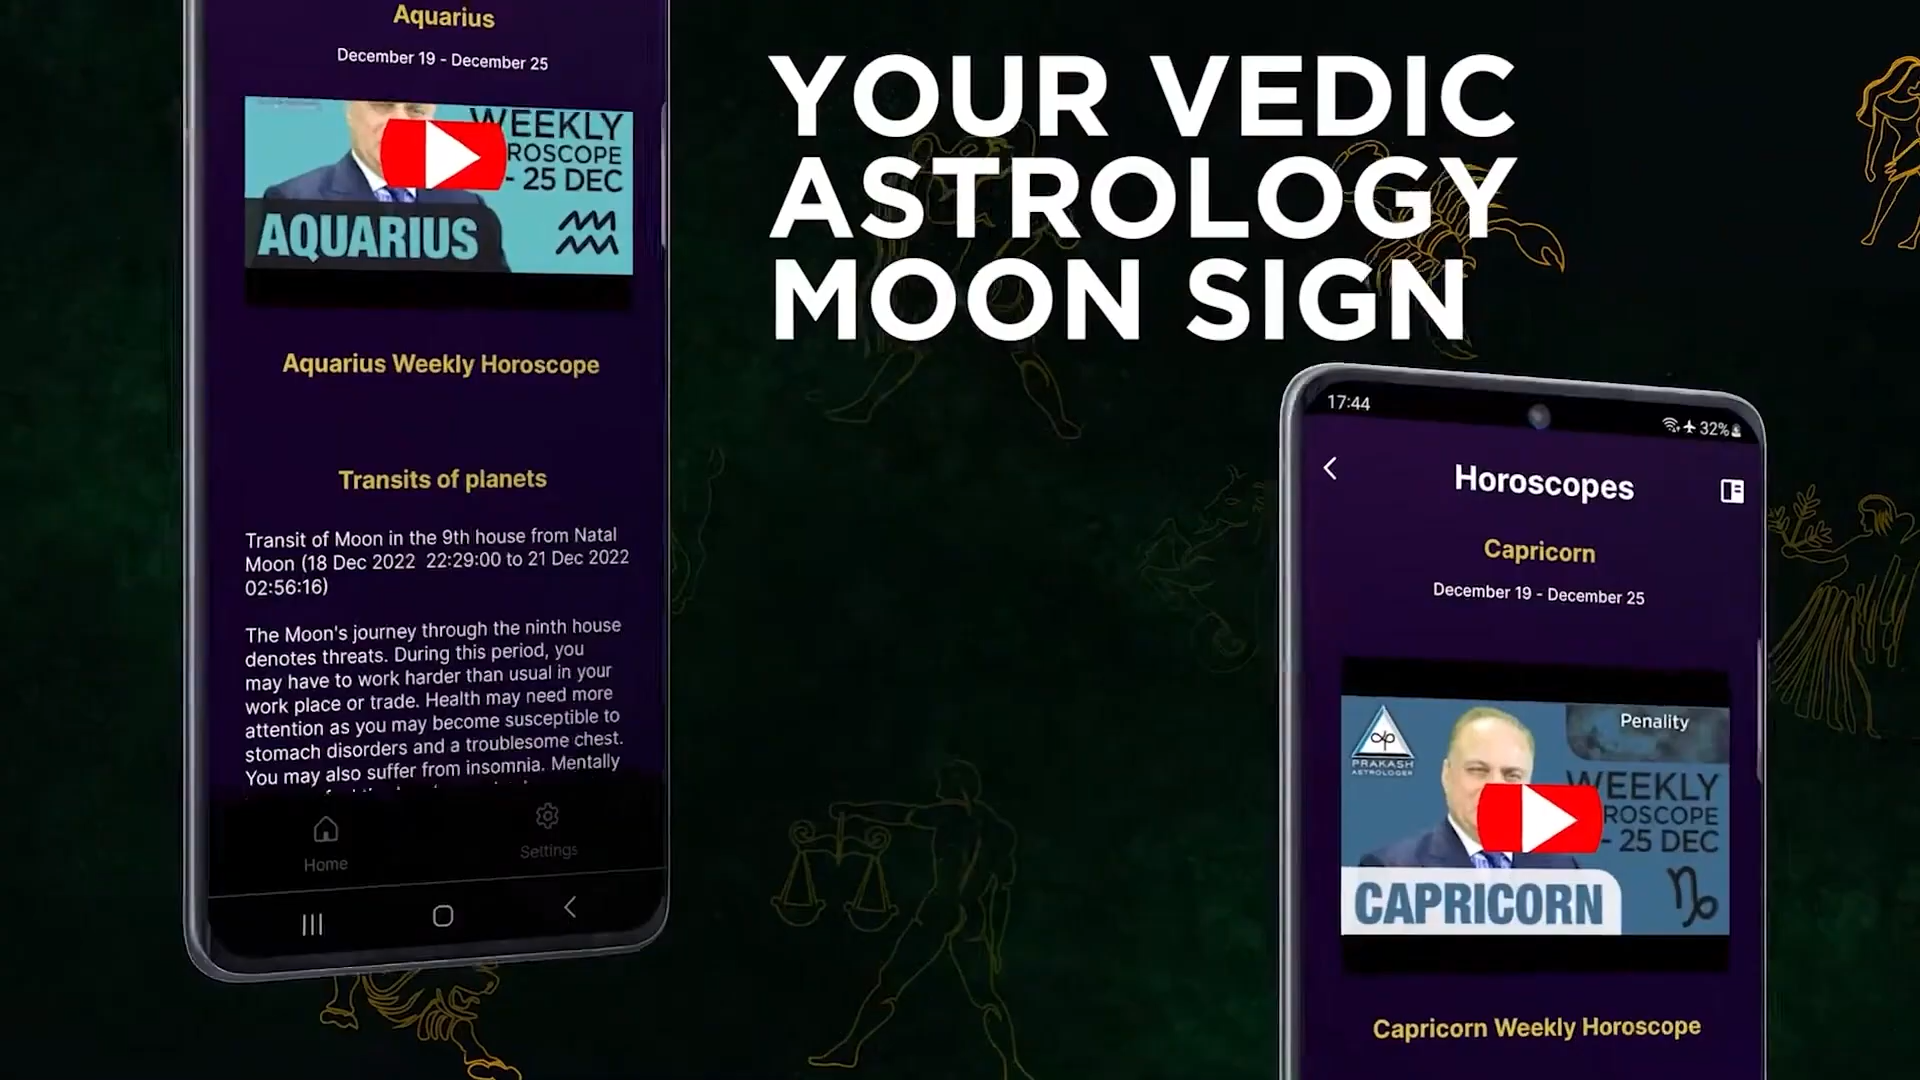 Aquarius
December 19 - December 25
WEEKLY
ROSCOPE
- 25 DEC
AQUARIUS
Aquarius Weekly Horoscope
Transits of planets
Transit of Moon in the 9th house from Natal
Moon (18 Dec 2022 22:29:00 to 21 Dec 2022
02:56:16)
The Moon's journey through the ninth house
denotes threats. During this period, you
may have to work harder than usual in your
work place or trade. Health may need more
attention as you may become susceptible to
stomach disorders and a troublesome chest.
You may also suffer from insomnia. Mentally
Home
Settings
YOUR VEDIC
ASTROLOGY
MOON SIGN
17:44
32%
Horoscopes
Capricorn
December 19 - December 25
PRAKASH
ASTROLOGER
Penality
WEEKLY
ROSCOPE
- 25 DEC
CAPRICORN
Capricorn Weekly Horoscope